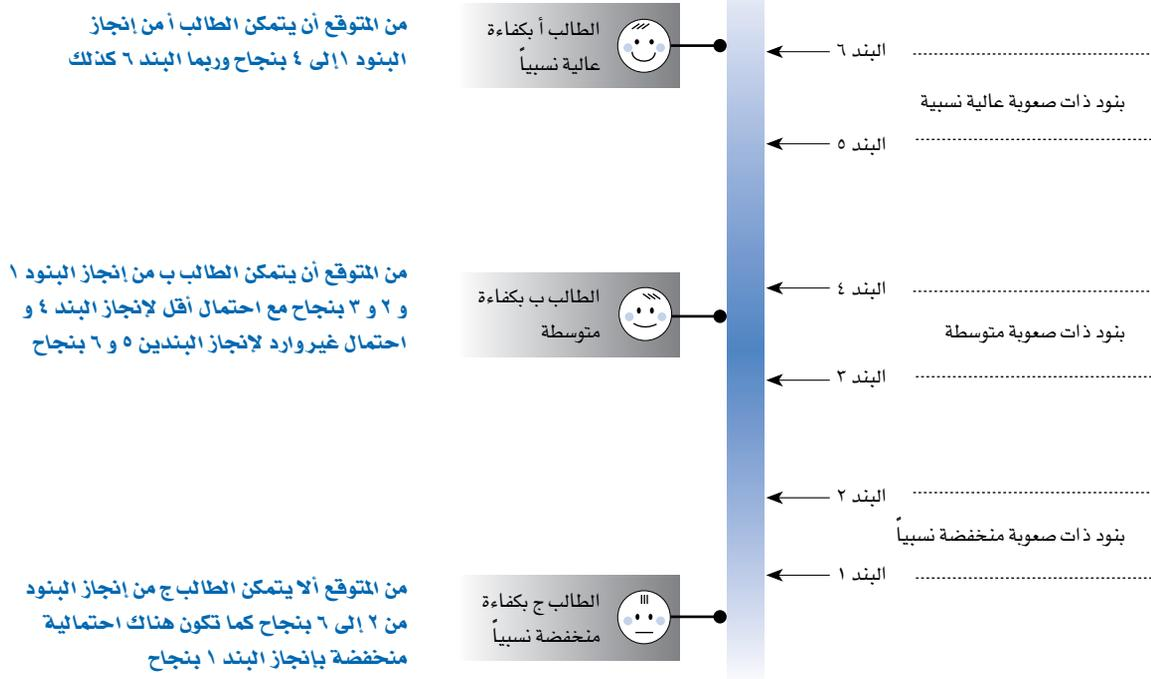 البند ٦
بنود ذات صعوبة عالية نسبية
البند ٥
البند ٤
بنود ذات صعوبة متوسطة
البند ٣
البند ٢
بنود ذات صعوبة منخفضة نسبياً
البند ١
الطالب أ بكفاءة
عالية نسبياً
من المتوقع أن يتمكن الطالب أ من إنجاز
البنود ١ إلى ٤ بنجاح وربما البند ٦ كذلك
الطالب ب بكفاءة
متوسطة
من المتوقع أن يتمكن الطالب ب من إنجاز البنود ١
و ٢ و ٣ بنجاح مع احتمال أقل لإنجاز البند ٤ و
احتمال غير وارد لإنجاز البندين ٥ و ٦ بنجاح
الطالب ج بكفاءة
منخفضة نسبياً
من المتوقع ألا يتمكن الطالب ج من إنجاز البنود
من ٢ إلى ٦ بنجاح كما تكون هناك احتمالية
منخفضة بإنجاز البند ١ بنجاح